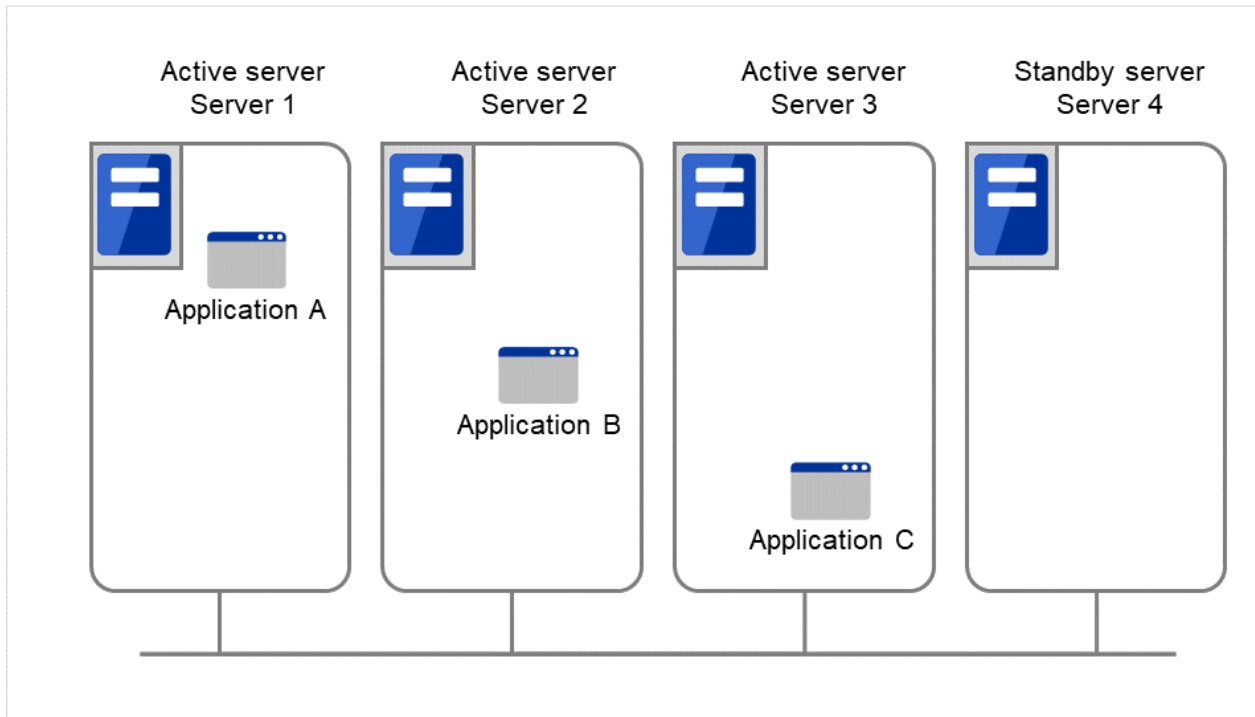 Active server
Server 1
Active server
Server 2
Active server
Server 3
Standby server
Server 4
Application A
Application B
Application C